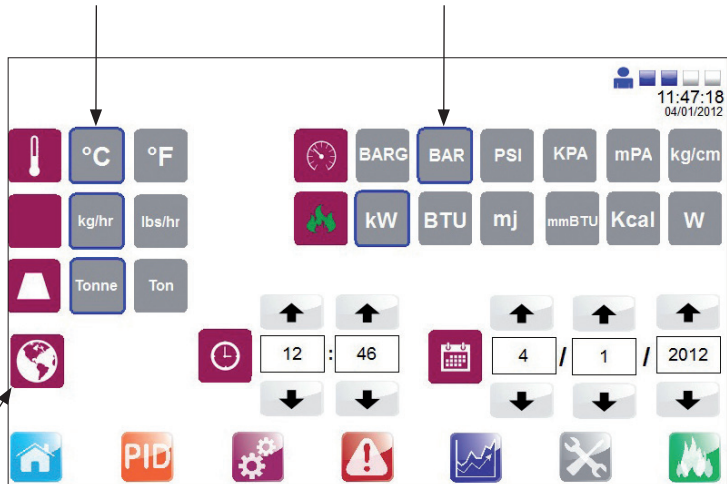 11:47:18
04/01/2012
°C °F BARG BAR PSI KPA mPA kg/cm
kg/hr lbs/hr kW BTU mj mmBTU Kcal W
Tonne Ton
12 : 46 4 / 1 / 2012
PID